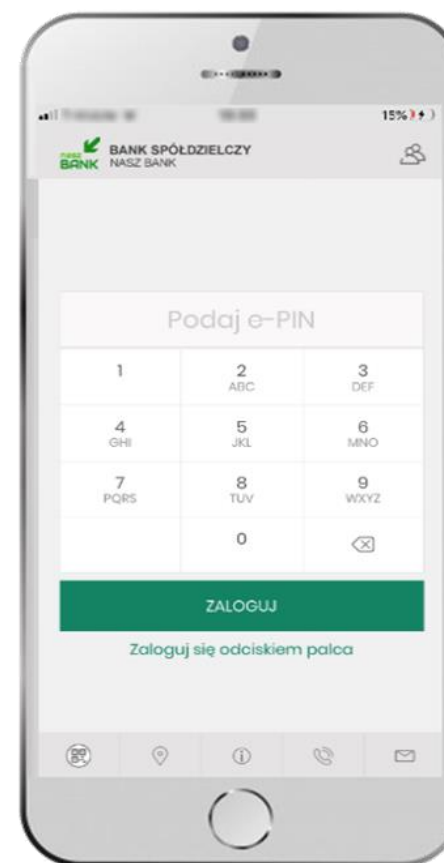 15%
nasz
BANK
BANK SPÓŁDZIELCZY
NASZ BANK
Podaj e-PIN
1
2
3
ABC
DEF
4
5
6
GHI
JKL
MNO
7
8
9
PQRS
TUV
WXYZ
0
ZALOGUJ
Zaloguj się odciskiem palca